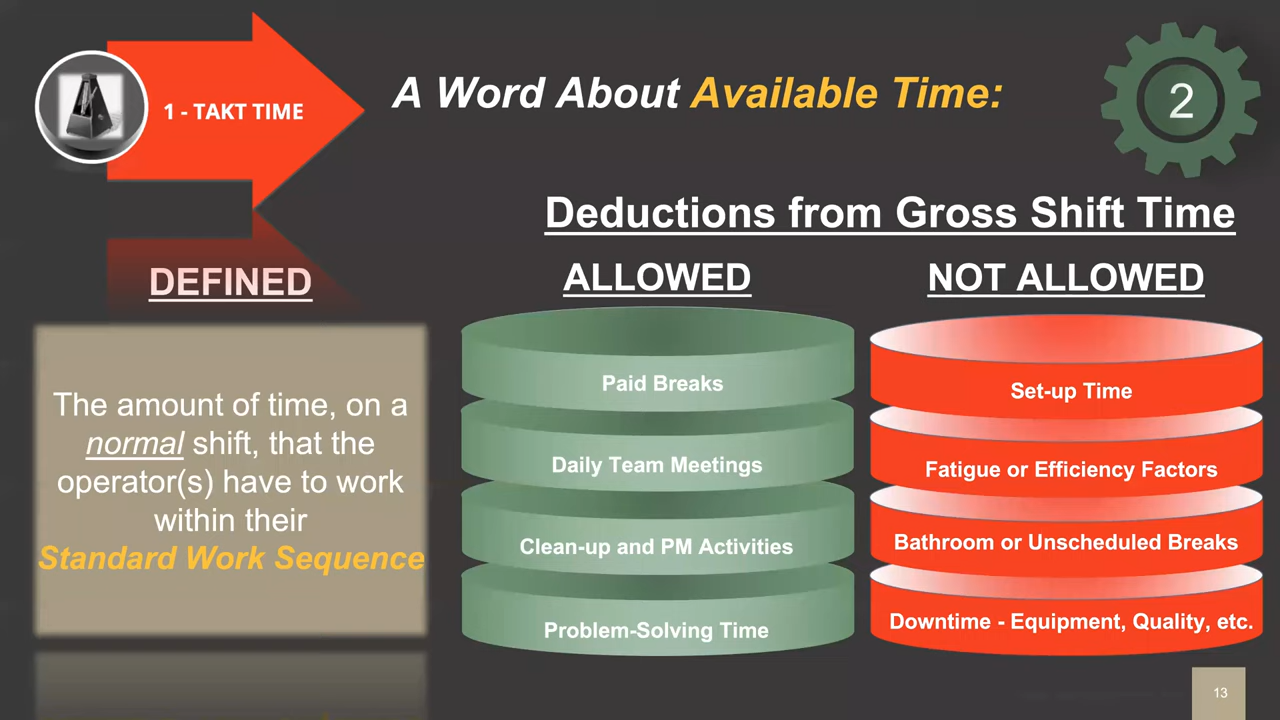 1 - TAKT TIME
A Word About Available Time:
2
Deductions from Gross Shift Time
DEFINED
The amount of time, on a
normal shift, that the
operator(s) have to work
within their
Standard Work Sequence
ALLOWED
Paid Breaks
Daily Team Meetings
Clean-up and PM Activities
Problem-Solving Time
NOT ALLOWED
Set-up Time
Fatigue or Efficiency Factors
Bathroom or Unscheduled Breaks
Downtime - Equipment, Quality, etc.
13